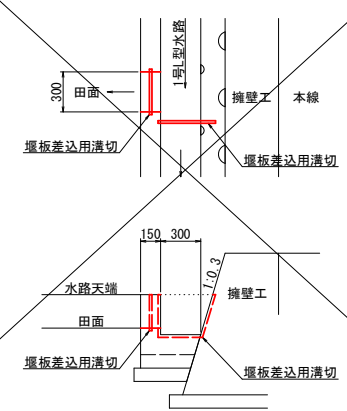 1号L型水路
300
田面
擁壁工
本線
堰板差込用溝切
堰板差込用溝切
150
300
1:0.3
水路天端
擁壁工
田面
堰板差込用溝切
堰板差込用溝切